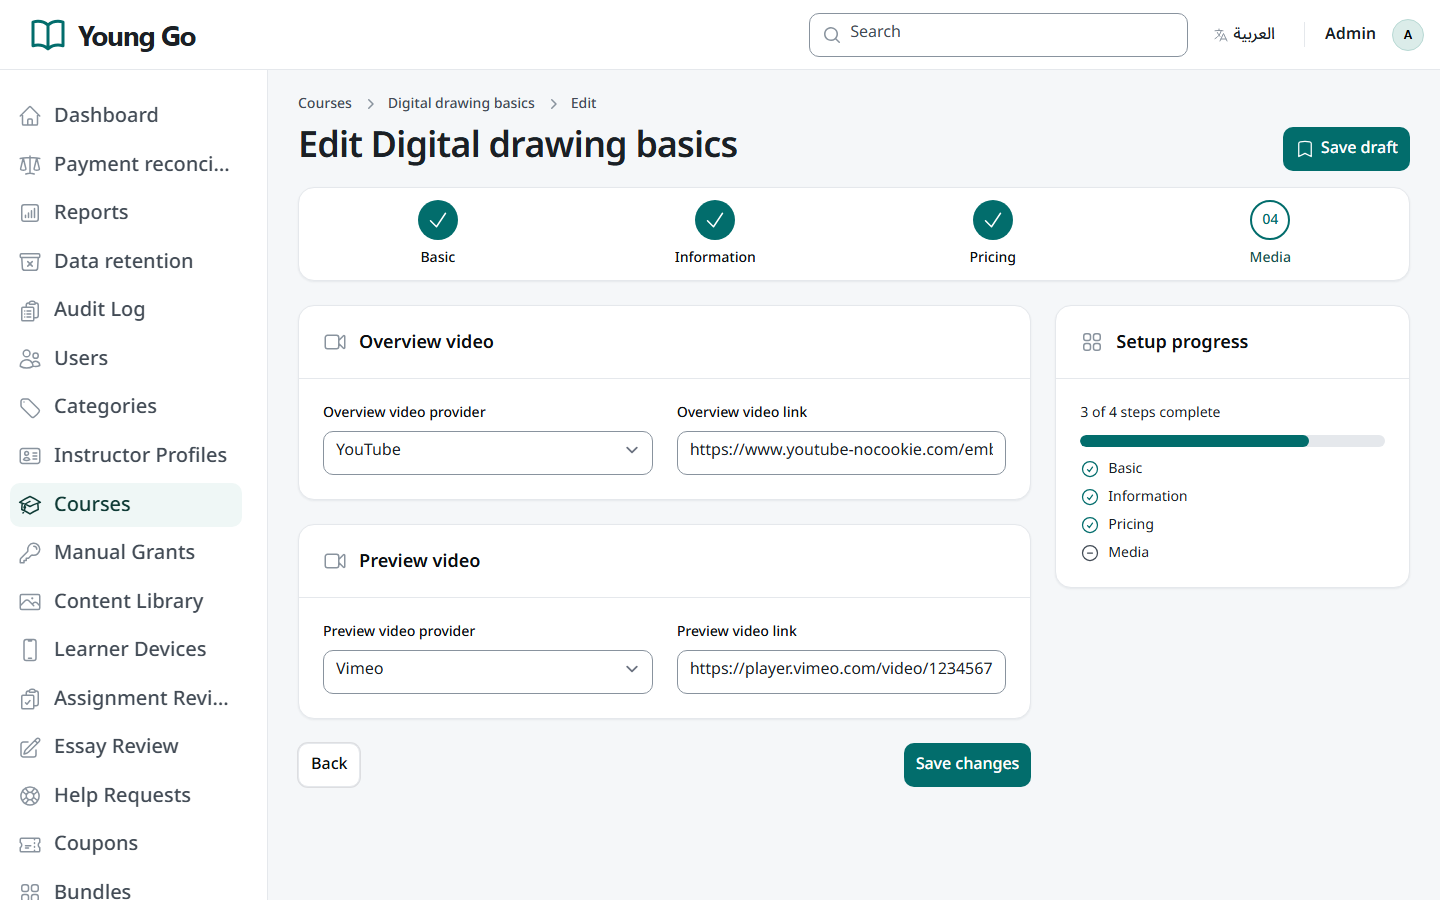 Young Go
Search
العربية
Admin
A
Dashboard
Payment reconci...
Reports
Data retention
Audit Log
Users
Categories
Instructor Profiles
Courses
Manual Grants
Content Library
Learner Devices
Assignment Revi...
Essay Review
Help Requests
Coupons
Bundles
Courses > Digital drawing basics > Edit
Edit Digital drawing basics
Save draft
Basic
Information
Pricing
04
Media
Overview video
Overview video provider
YouTube
Overview video link
https://www.youtube-nocookie.com/emb
Preview video
Preview video provider
Vimeo
Preview video link
https://player.vimeo.com/video/1234567
Back
Save changes
Setup progress
3 of 4 steps complete
Basic
Information
Pricing
Media